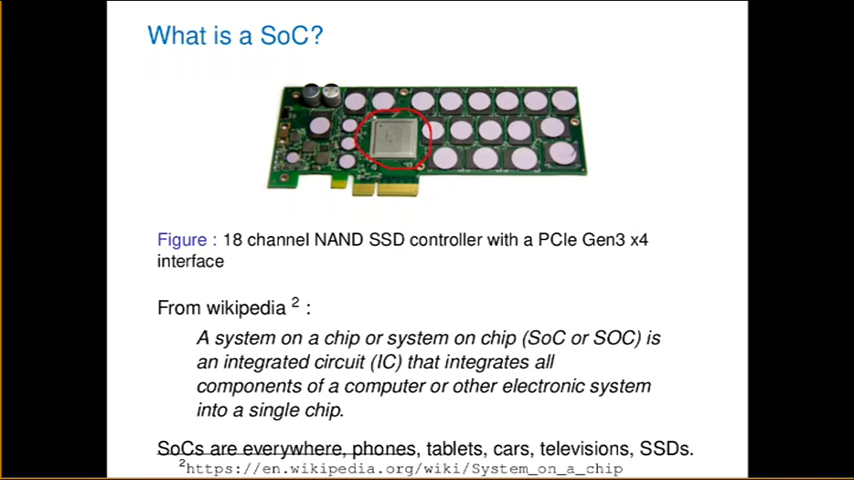 What is a SoC?
Figure : 18 channel NAND SSD controller with a PCIe Gen3 x4
interface
From wikipedia 2 :
A system on a chip or system on chip (SoC or SOC) is
an integrated circuit (IC) that integrates all
components of a computer or other electronic system
into a single chip.
SoCs are everywhere, phones, tablets, cars, televisions, SSDs.
2https://en.wikipedia.org/wiki/System_on_a_chip